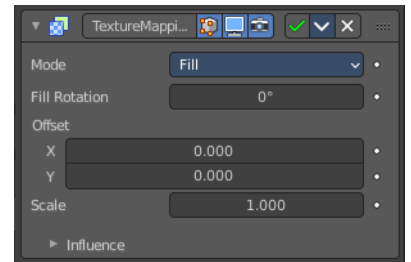 TextureMappi...
Mode Fill
Fill Rotation 0°
Offset
X 0.000
Y 0.000
Scale 1.000
Influence